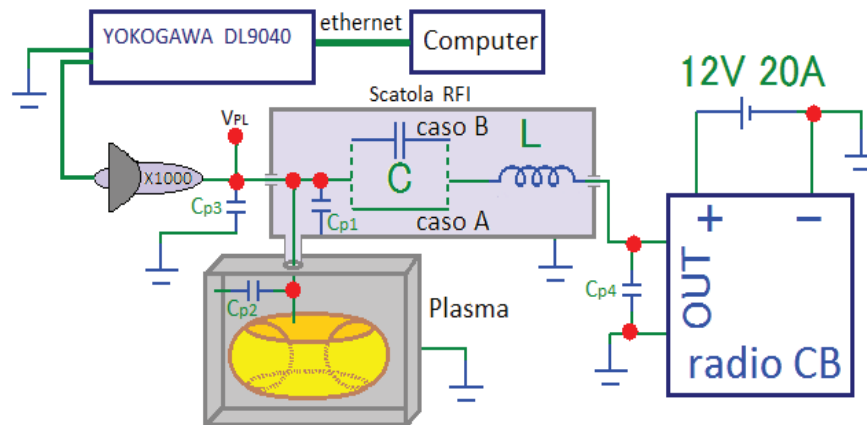 YOKOGAWA DL9040
ethernet
Computer
Scatola RFI
12V 20A
VPL
caso B
L
X1000
C
Cp3
Cp1
caso A
+
−
Cp2
Plasma
Cp4
OUT
radio CB